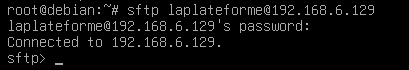 root@debian:~# sftp laplateforme@192.168.6.129
laplateforme@192.168.6.129's password:
Connected to 192.168.6.129.
sftp> _